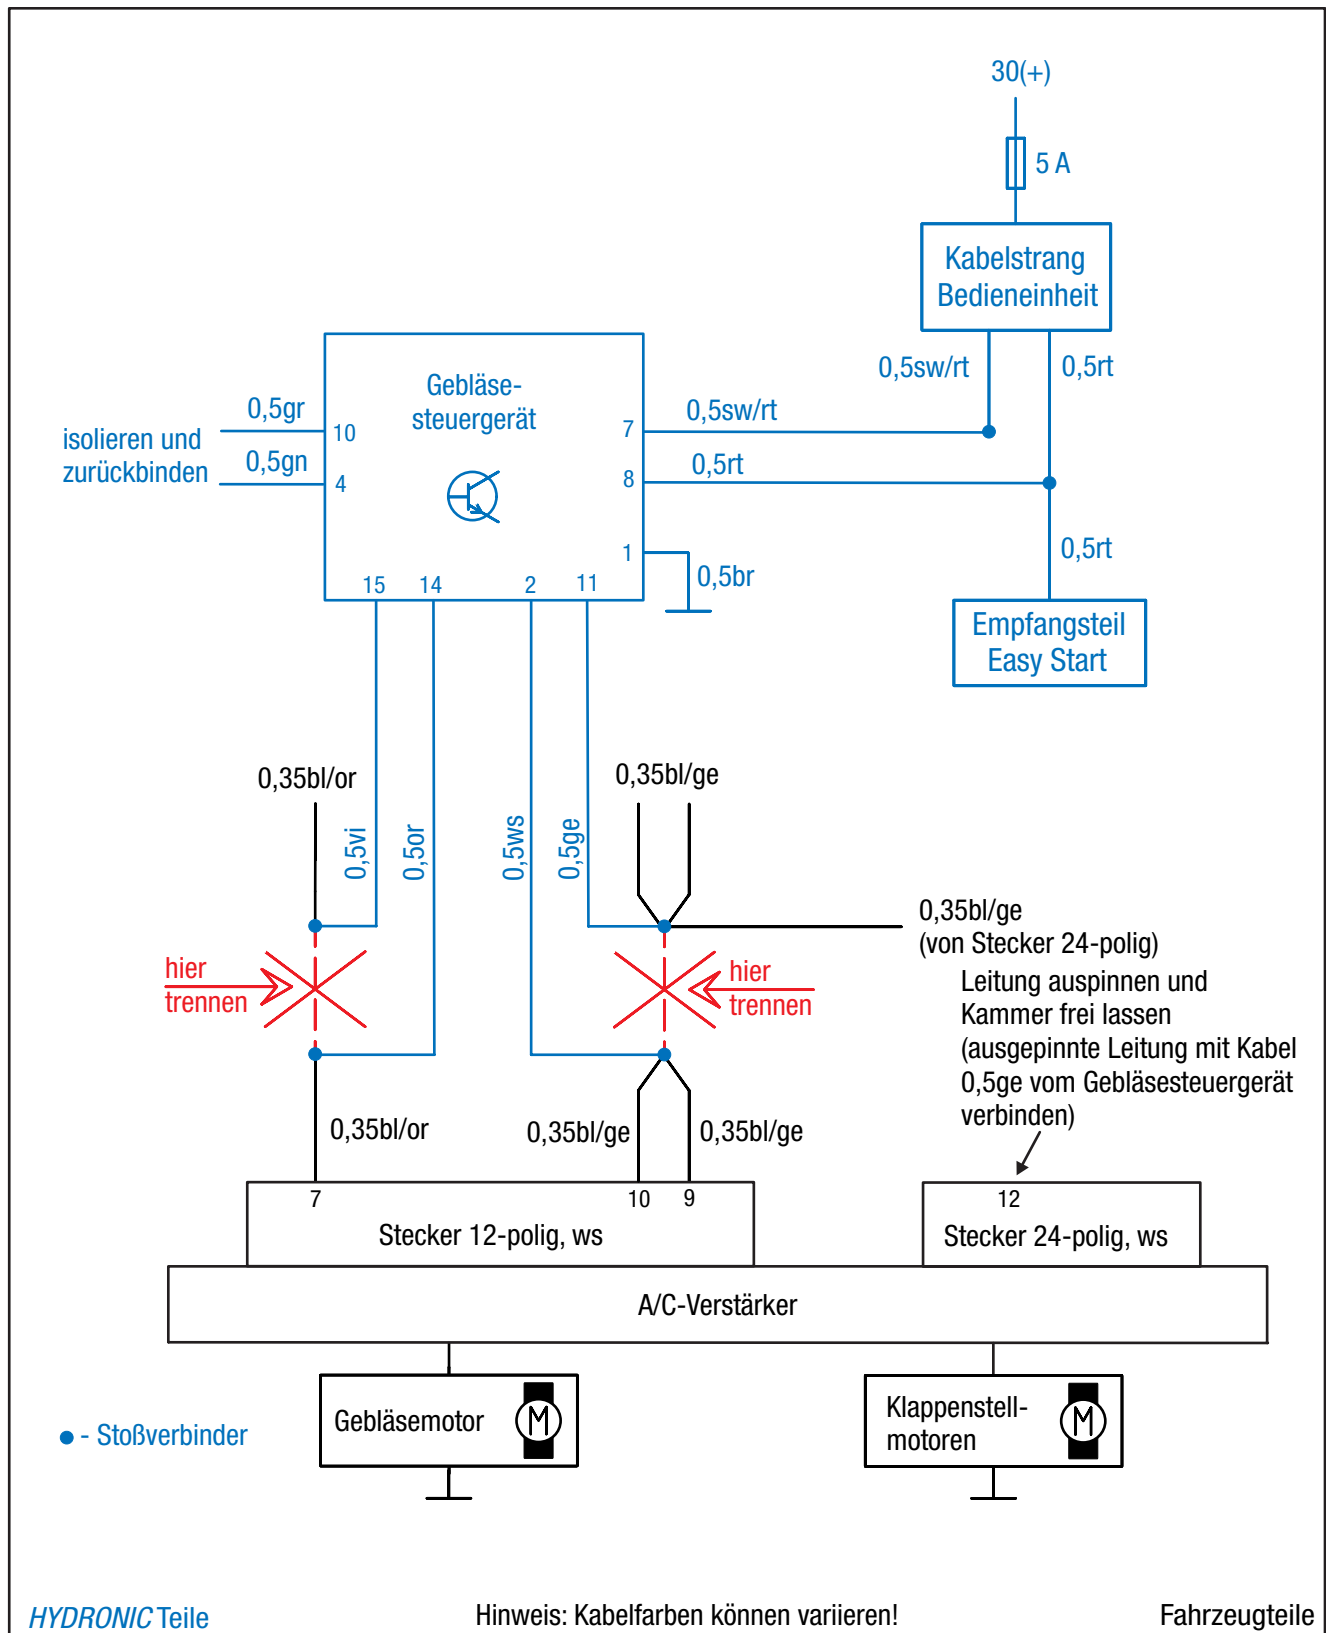 30(+)
5 A
Kabelstrang
Bedieneinheit
0,5sw/rt
0,5rt
Gebläse-
steuergerät
0,5gr
10
isolieren und
zurückbinden
0,5gn
4
7
0,5sw/rt
8
0,5rt
1
0,5br
15
14
2
11
0,5rt
Empfangsteil
Easy Start
0,35bl/or
0,35bl/ge
0,5vi
0,5or
0,5ws
0,5ge
hier
trennen
hier
trennen
0,35bl/ge
(von Stecker 24-polig)
Leitung auspinnen und
Kammer frei lassen
(ausgepinnte Leitung mit Kabel
0,5ge vom Gebläsesteuergerät
verbinden)
0,35bl/or
0,35bl/ge
0,35bl/ge
7
10
9
Stecker 12-polig, ws
12
Stecker 24-polig, ws
A/C-Verstärker
Gebläsemotor
M
Klappenstell-
motoren
M
- Stoßverbinder
HYDRONIC Teile
Hinweis: Kabelfarben können variieren!
Fahrzeugteile